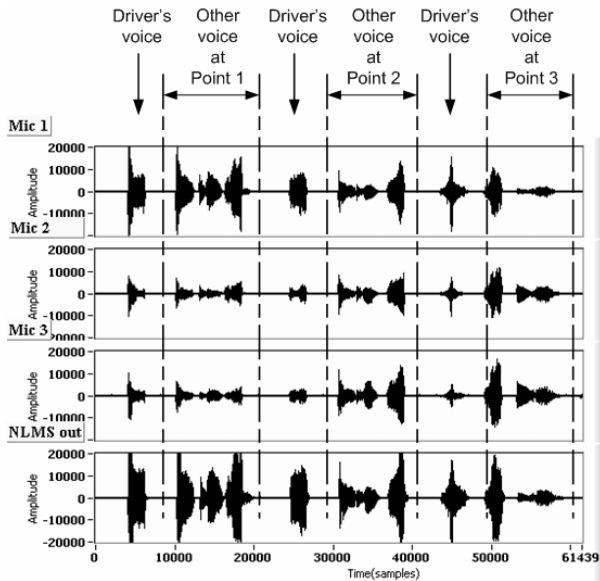 Driver's
voice
Other
voice
at
Point 1
Driver's
voice
Other
voice
at
Point 2
Driver's
voice
Other
voice
at
Point 3
Mic 1
20000
10000
0
-10000
Amplitude
Mic 2
20000
10000
0
-10000
Amplitude
Mic 3
20000
10000
0
-10000
Amplitude
NLMS out
20000
10000
0
-10000
-20000
Amplitude
0
10000
20000
30000
40000
50000
61439
Time(samples)